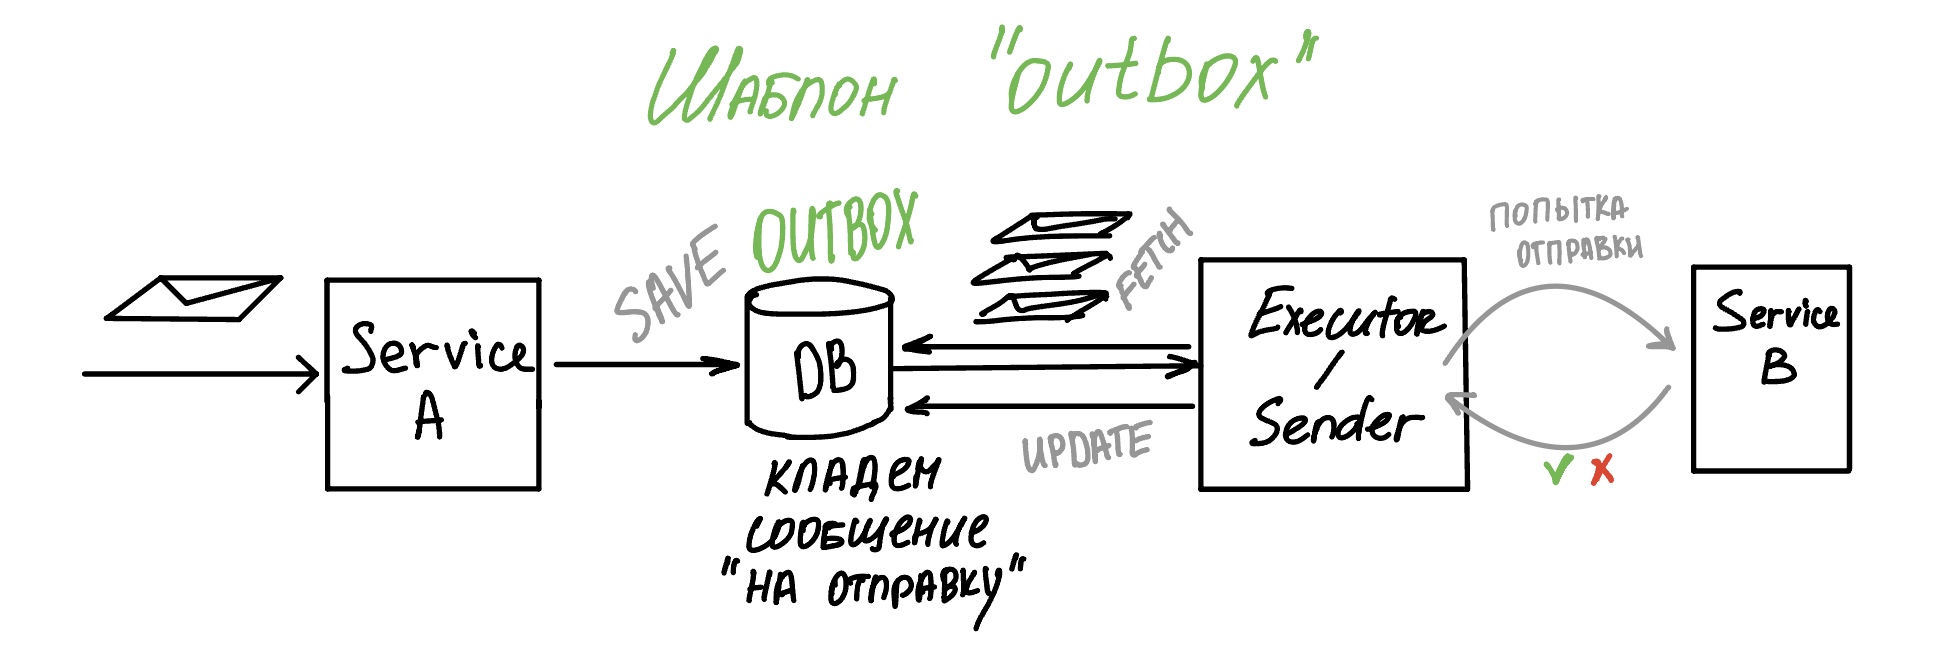 Шаблон "outbox"
SAVE
OUTBOX
FETCH
ПОПЫТКА
ОТПРАВКИ
Service
A
DB
Executor
/
Sender
Service
B
UPDATE
кладем
сообщение
"на отправку"